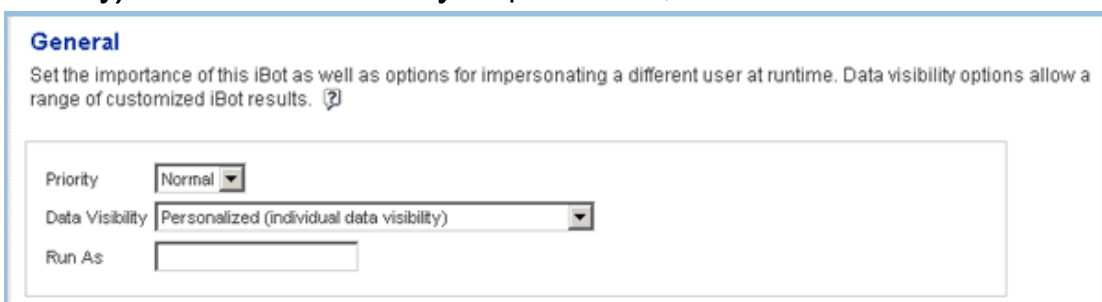 General
Set the importance of this iBot as well as options for impersonating a different user at runtime. Data visibility options allow a
range of customized iBot results. [?]
Priority Normal
Data Visibility Personalized (individual data visibility)
Run As